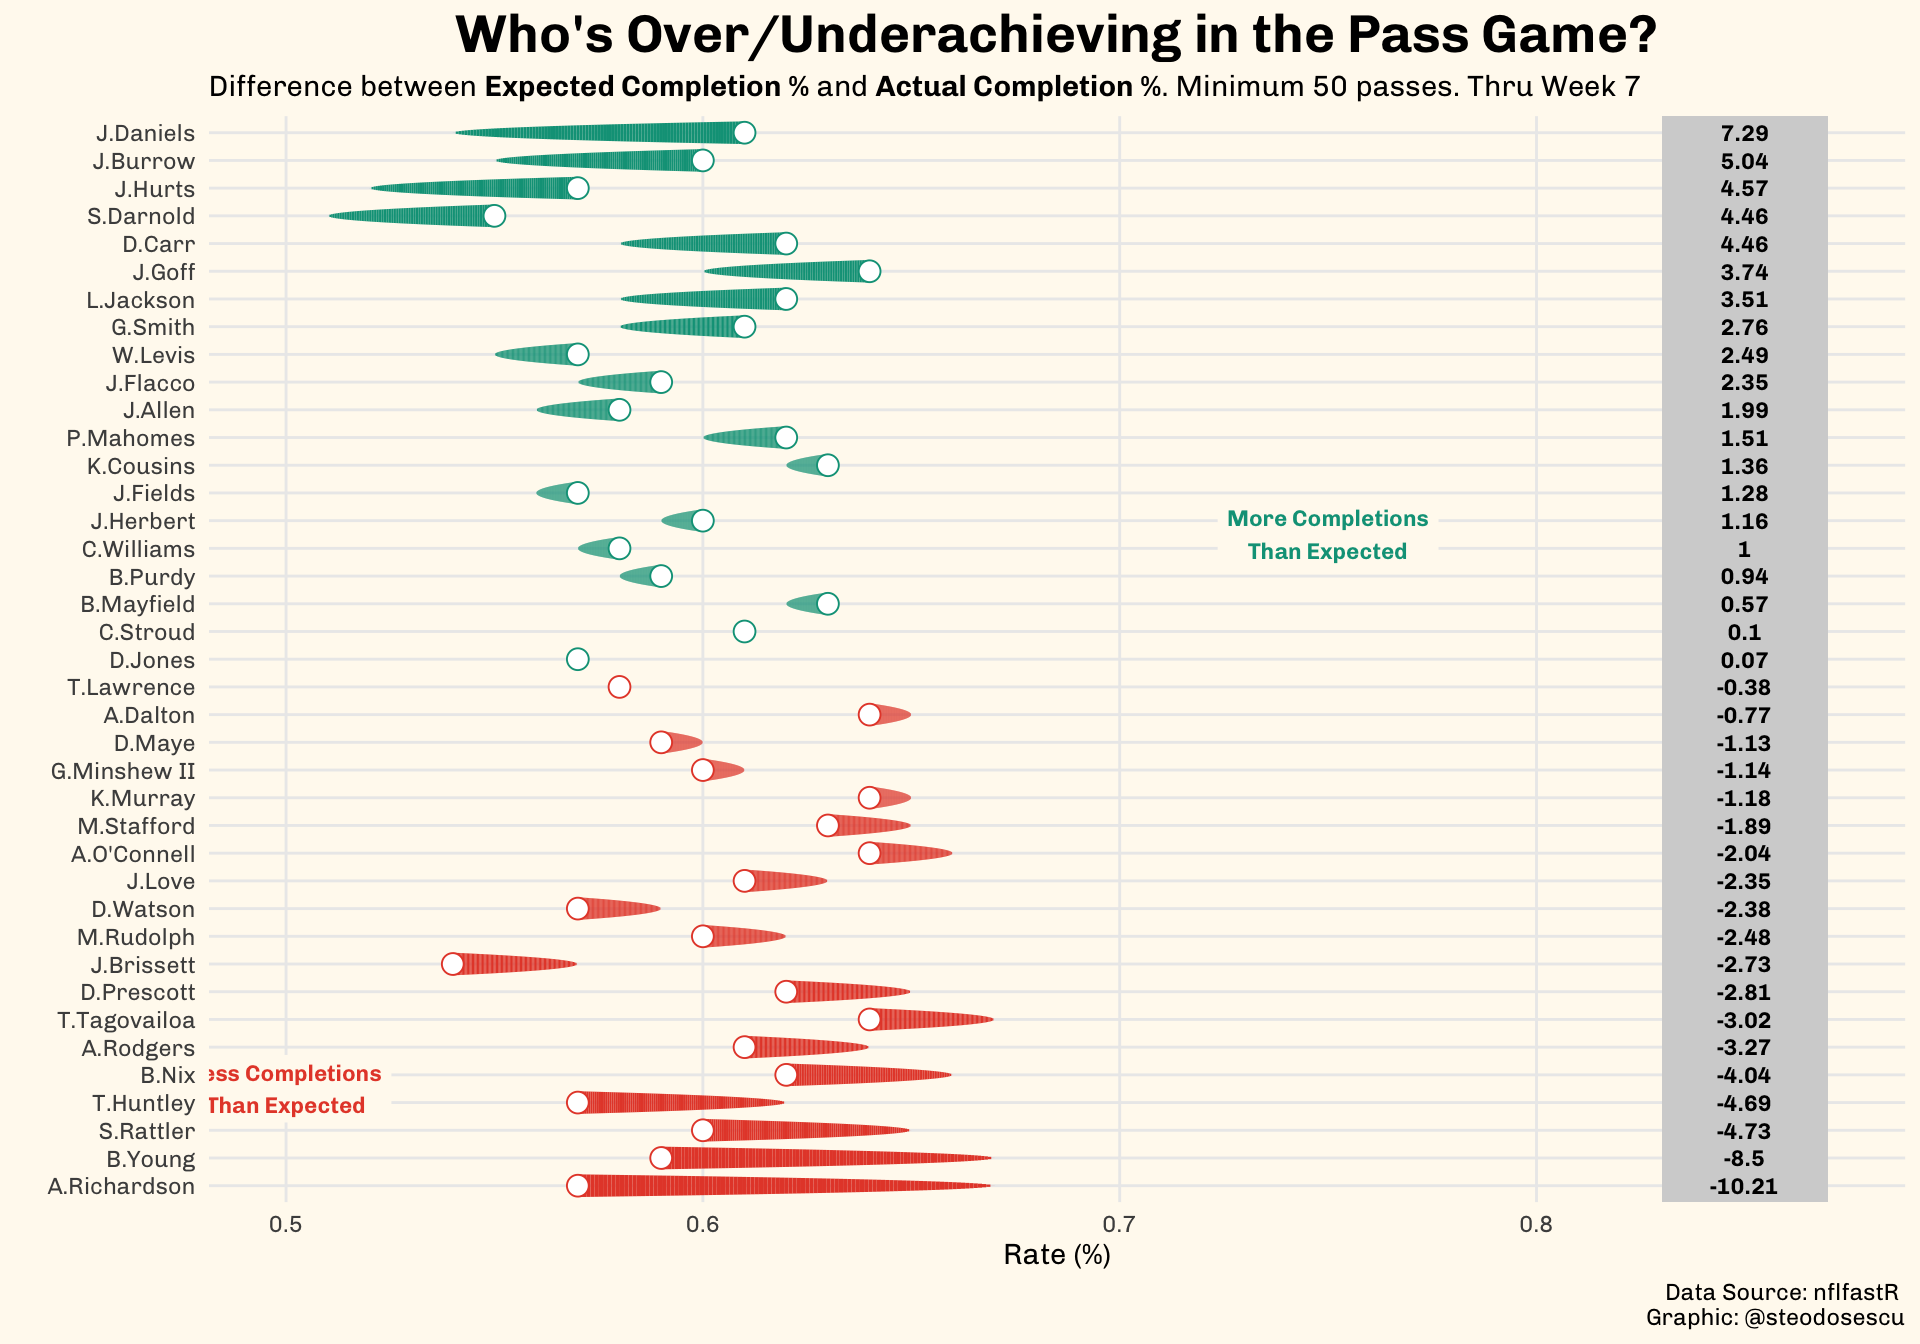 Who's Over/Underachieving in the Pass Game?
Difference between Expected Completion % and Actual Completion %. Minimum 50 passes. Thru Week 7
J.Daniels 7.29
J.Burrow 5.04
J.Hurts 4.57
S.Darnold 4.46
D.Carr 4.46
J.Goff 3.74
L.Jackson 3.51
G.Smith 2.76
W.Levis 2.49
J.Flacco 2.35
J.Allen 1.99
P.Mahomes 1.51
K.Cousins 1.36
J.Fields 1.28
J.Herbert More Completions 1.16
C.Williams Than Expected 1
B.Purdy 0.94
B.Mayfield 0.57
C.Stroud 0.1
D.Jones 0.07
T.Lawrence -0.38
A.Dalton -0.77
D.Maye -1.13
G.Minshew II -1.14
K.Murray -1.18
M.Stafford -1.89
A.O'Connell -2.04
J.Love -2.35
D.Watson -2.38
M.Rudolph -2.48
J.Brissett -2.73
D.Prescott -2.81
T.Tagovailoa -3.02
A.Rodgers -3.27
B.Nix ess Completions -4.04
T.Huntley Than Expected -4.69
S.Rattler -4.73
B.Young -8.5
A.Richardson -10.21
0.5 0.6 0.7 0.8
Rate (%)
Data Source: nflfastR
Graphic: @steodosescu